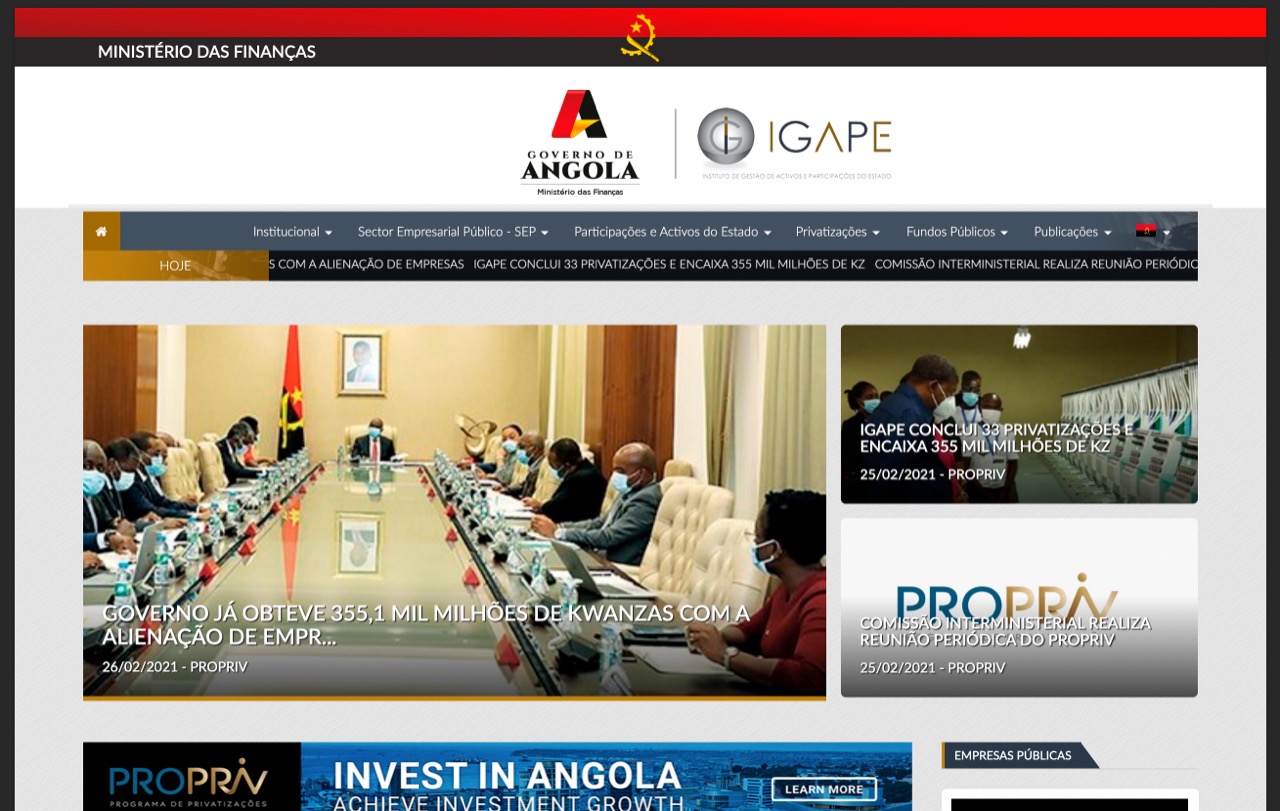 MINISTÉRIO DAS FINANÇAS
GOVERNO DE
ANGOLA
Ministério das Finanças
IGAPE
INSTITUTO DE GESTÃO DE ACTIVOS E PARTICIPAÇÕES DO ESTADO
Institucional
Sector Empresarial Público - SEP
Participações e Activos do Estado
Privatizações
Fundos Públicos
Publicações
HOJE
S COM A ALIENAÇÃO DE EMPRESAS IGAPE CONCLUI 33 PRIVATIZAÇÕES E ENCAIXA 355 MIL MILHÕES DE KZ COMISSÃO INTERMINISTERIAL REALIZA REUNIÃO PERIÓDIC
GOVERNO JÁ OBTEVE 355,1 MIL MILHÕES DE KWANZAS COM A
ALIENAÇÃO DE EMPR...
26/02/2021 - PROPRIV
IGAPE CONCLUI 33 PRIVATIZAÇÕES E
ENCAIXA 355 MIL MILHÕES DE KZ
25/02/2021 - PROPRIV
PROPRIV
COMISSÃO INTERMINISTERIAL REALIZA
REUNIÃO PERIÓDICA DO PROPRIV
25/02/2021 - PROPRIV
PROPRIV
PROGRAMA DE PRIVATIZAÇÕES
INVEST IN ANGOLA
ACHIEVE INVESTMENT GROWTH
LEARN MORE
EMPRESAS PÚBLICAS